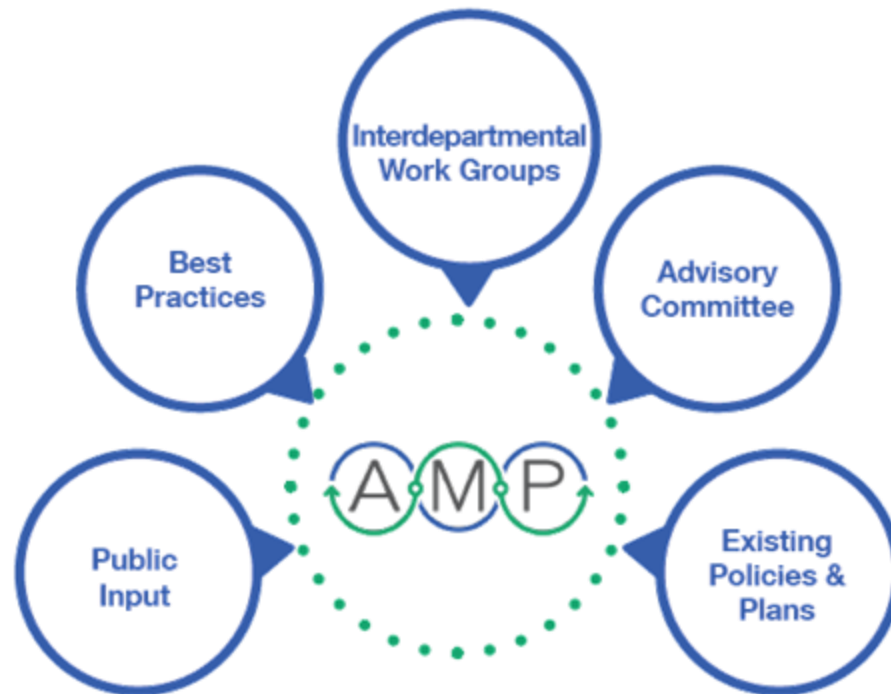 Interdepartmental
Work Groups
Best
Practices
Advisory
Committee
AMP
Public
Input
Existing
Policies &
Plans